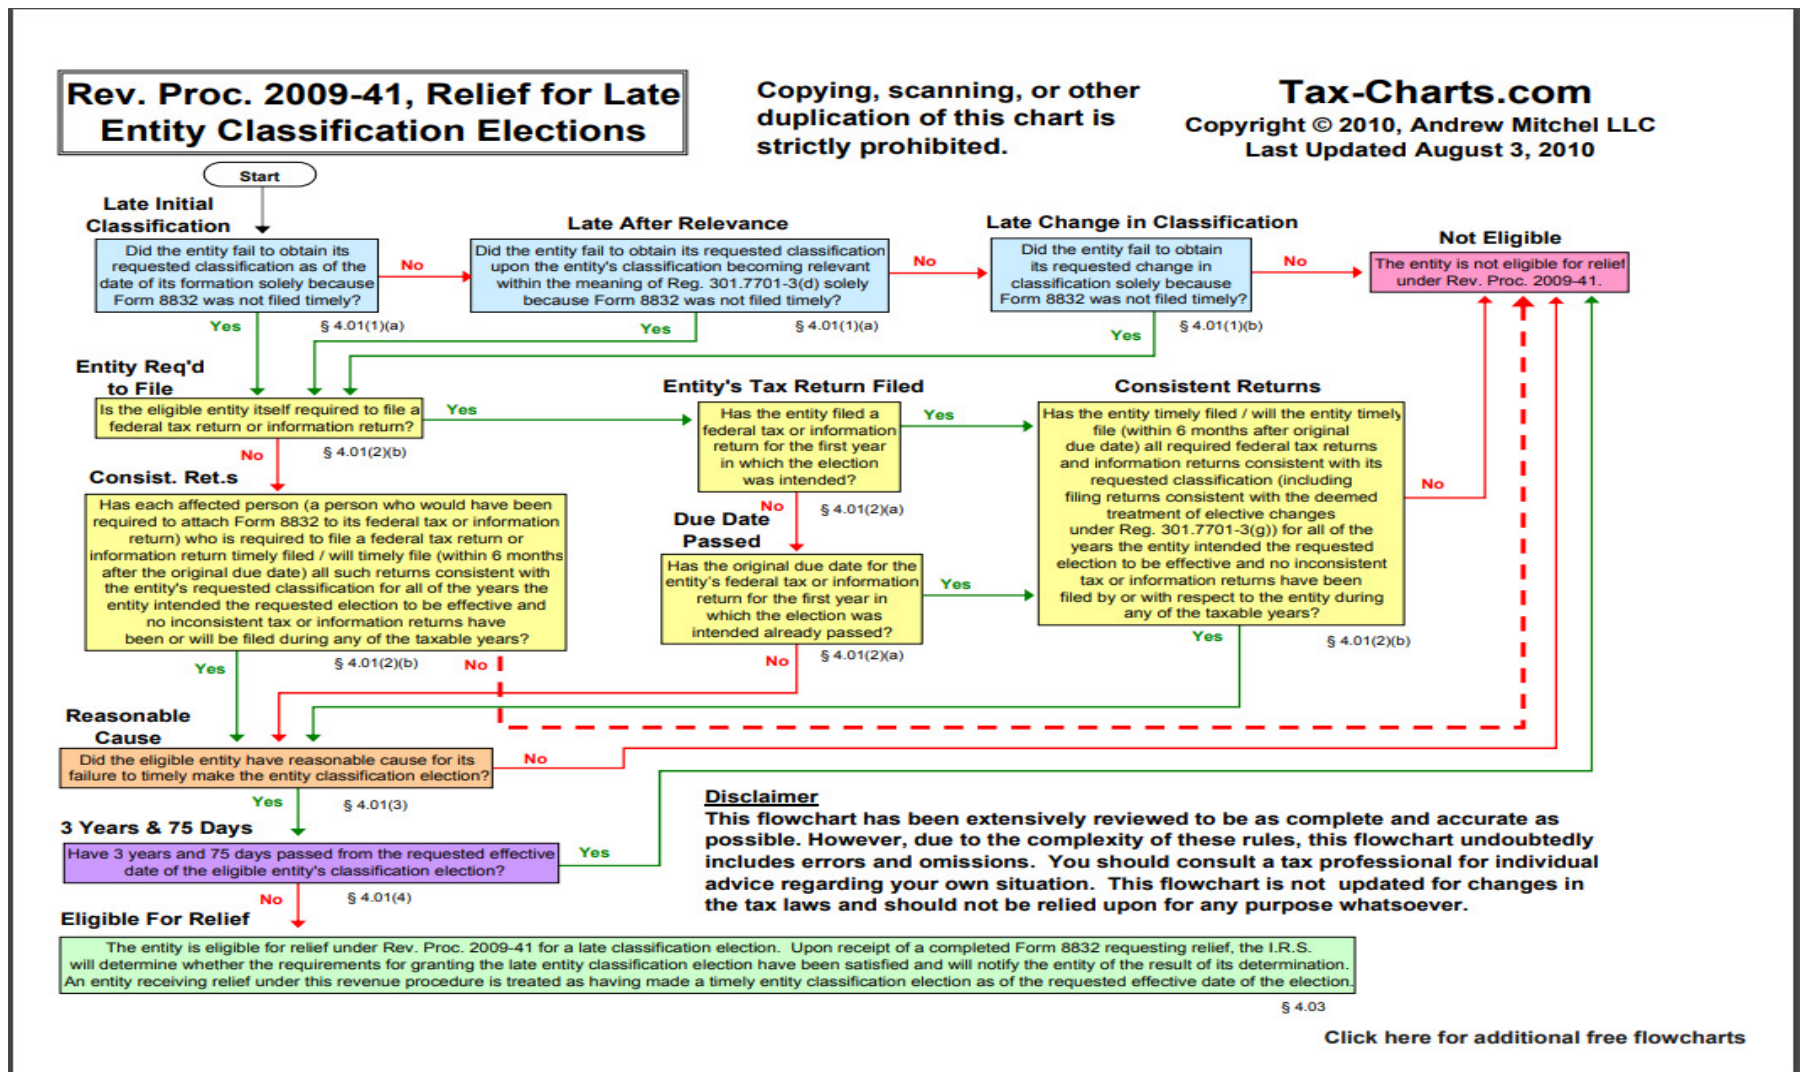 Rev. Proc. 2009-41, Relief for Late
Entity Classification Elections
Copying, scanning, or other
duplication of this chart is
strictly prohibited.
Tax-Charts.com
Copyright © 2010, Andrew Mitchel LLC
Last Updated August 3, 2010
Start
Late Initial
Classification
Did the entity fail to obtain its
requested classification as of the
date of its formation solely because
Form 8832 was not filed timely?
No
Yes
§ 4.01(1)(a)
Late After Relevance
Did the entity fail to obtain its requested classification
upon the entity's classification becoming relevant
within the meaning of Reg. 301.7701-3(d) solely
because Form 8832 was not filed timely?
No
Yes
§ 4.01(1)(a)
Late Change in Classification
Did the entity fail to obtain
its requested change in
classification solely because
Form 8832 was not filed timely?
No
Yes
§ 4.01(1)(b)
Not Eligible
The entity is not eligible for relief
under Rev. Proc. 2009-41.
Entity Req'd
to File
Is the eligible entity itself required to file a
federal tax return or information return?
Yes
No
§ 4.01(2)(b)
Entity's Tax Return Filed
Has the entity filed a
federal tax or information
return for the first year
in which the election
was intended?
Yes
No
§ 4.01(2)(a)
Consistent Returns
Has the entity timely filed / will the entity timely
file (within 6 months after original
due date) all required federal tax returns
and information returns consistent with its
requested classification (including
filing returns consistent with the deemed
treatment of elective changes
under Reg. 301.7701-3(g)) for all of the
years the entity intended the requested
election to be effective and no inconsistent
tax or information returns have been
filed by or with respect to the entity during
any of the taxable years?
No
Yes
§ 4.01(2)(b)
Consist. Ret.s
Has each affected person (a person who would have been
required to attach Form 8832 to its federal tax or information
return) who is required to file a federal tax return or
information return timely filed / will timely file (within 6 months
after the original due date) all such returns consistent with
the entity's requested classification for all of the years the
entity intended the requested election to be effective and
no inconsistent tax or information returns have
been or will be filed during any of the taxable years?
Yes
§ 4.01(2)(b)
No
Due Date
Passed
Has the original due date for the
entity's federal tax or information
return for the first year in
which the election was
intended already passed?
Yes
No
§ 4.01(2)(a)
Reasonable
Cause
Did the eligible entity have reasonable cause for its
failure to timely make the entity classification election?
No
Yes
§ 4.01(3)
3 Years & 75 Days
Have 3 years and 75 days passed from the requested effective
date of the eligible entity's classification election?
Yes
No
§ 4.01(4)
Disclaimer
This flowchart has been extensively reviewed to be as complete and accurate as
possible. However, due to the complexity of these rules, this flowchart undoubtedly
includes errors and omissions. You should consult a tax professional for individual
advice regarding your own situation. This flowchart is not updated for changes in
the tax laws and should not be relied upon for any purpose whatsoever.
Eligible For Relief
The entity is eligible for relief under Rev. Proc. 2009-41 for a late classification election. Upon receipt of a completed Form 8832 requesting relief, the I.R.S.
will determine whether the requirements for granting the late entity classification election have been satisfied and will notify the entity of the result of its determination.
An entity receiving relief under this revenue procedure is treated as having made a timely entity classification election as of the requested effective date of the election.
§ 4.03
Click here for additional free flowcharts